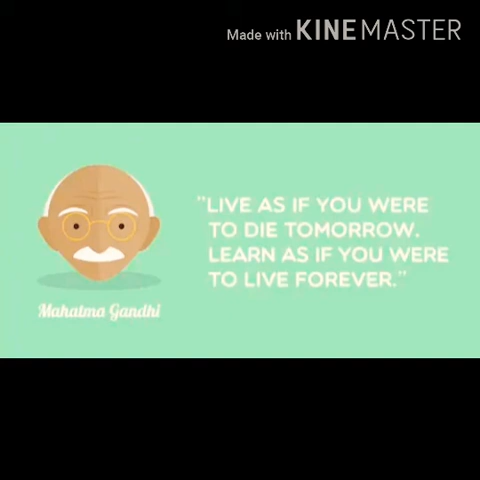 Made with KINEMASTER
"LIVE AS IF YOU WERE
TO DIE TOMORROW.
LEARN AS IF YOU WERE
TO LIVE FOREVER."
Mahatma Gandhi